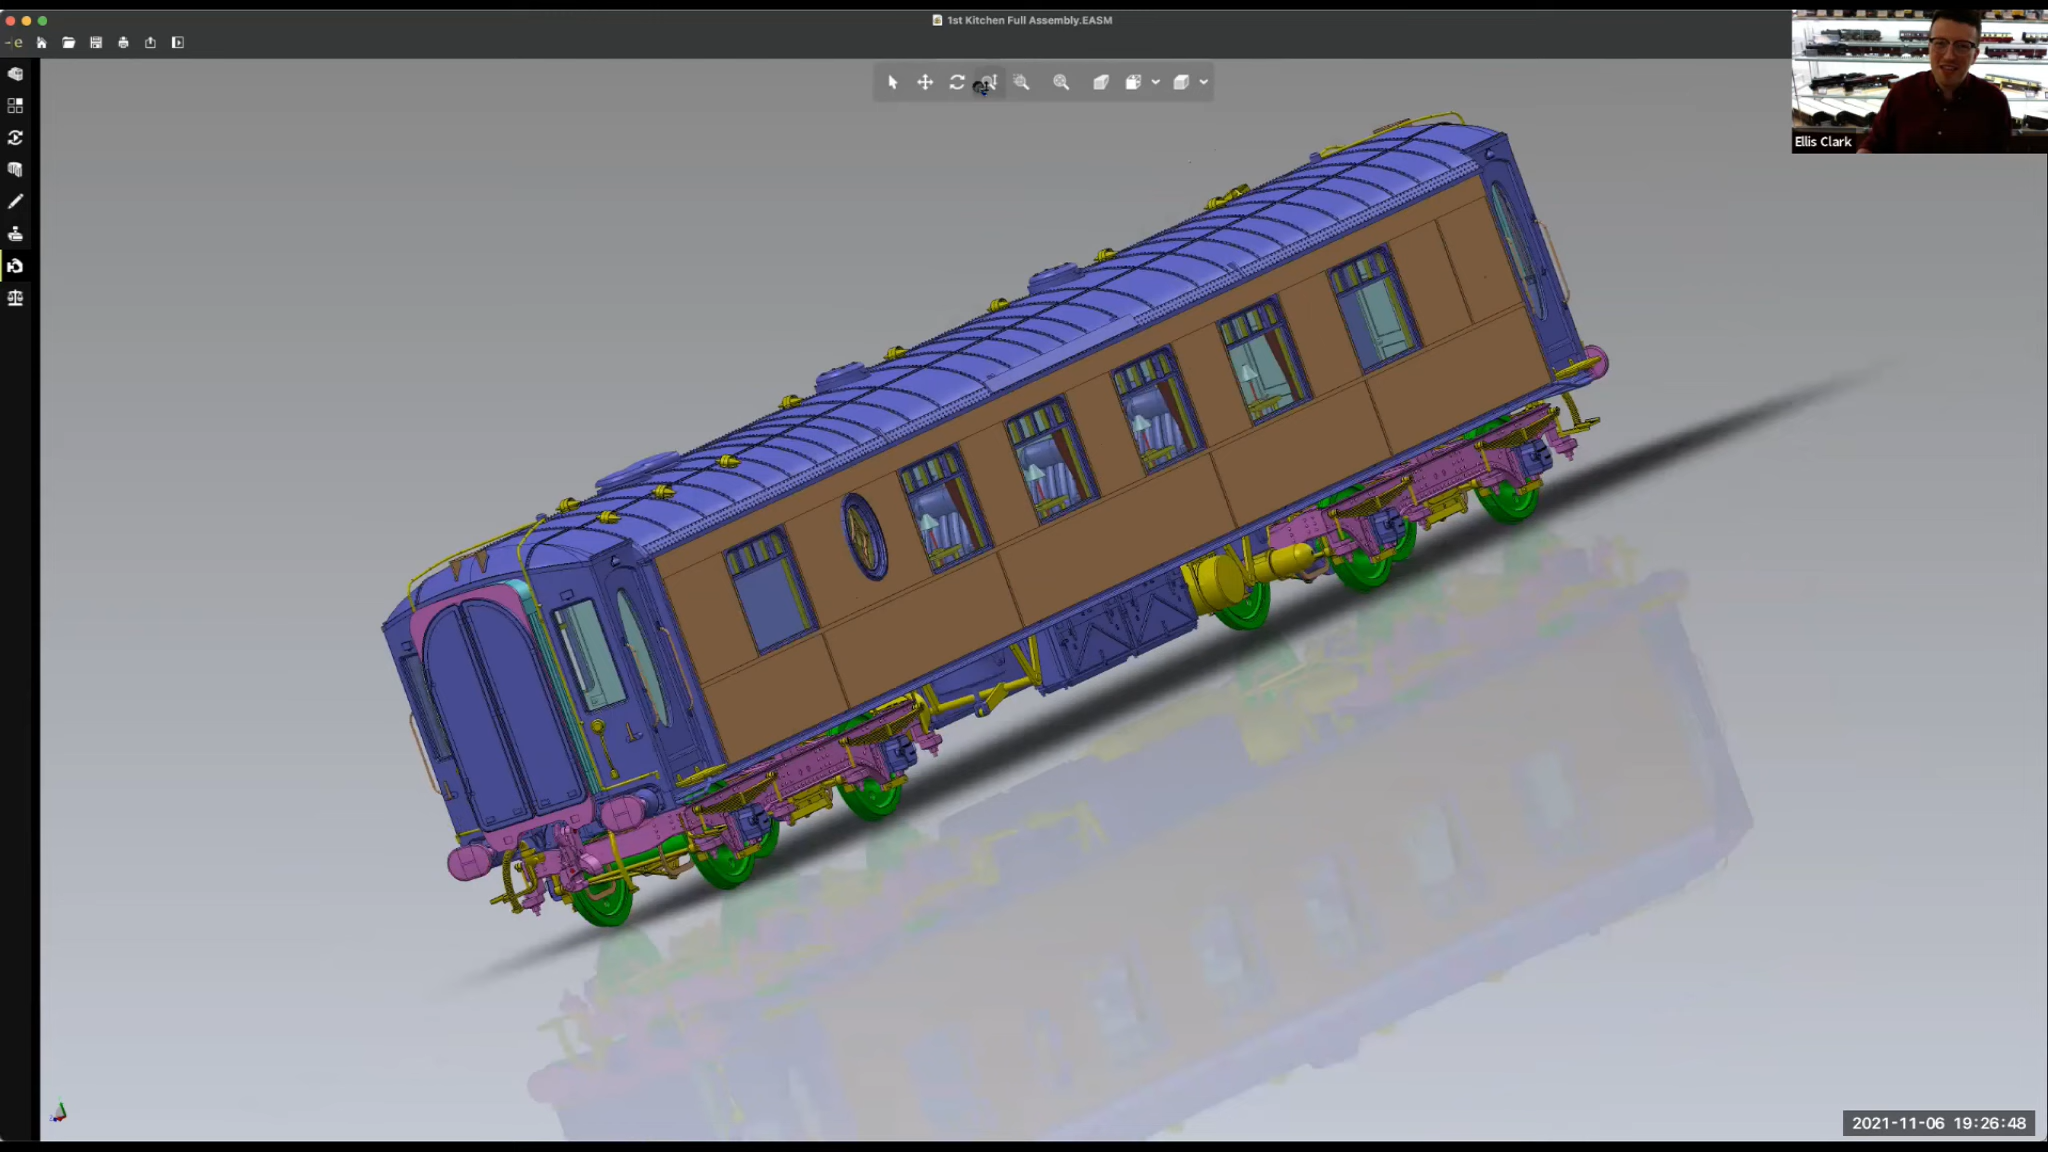 1st Kitchen Full Assembly.EASM
e
Ellis Clark
2021-11-06 19:26:48